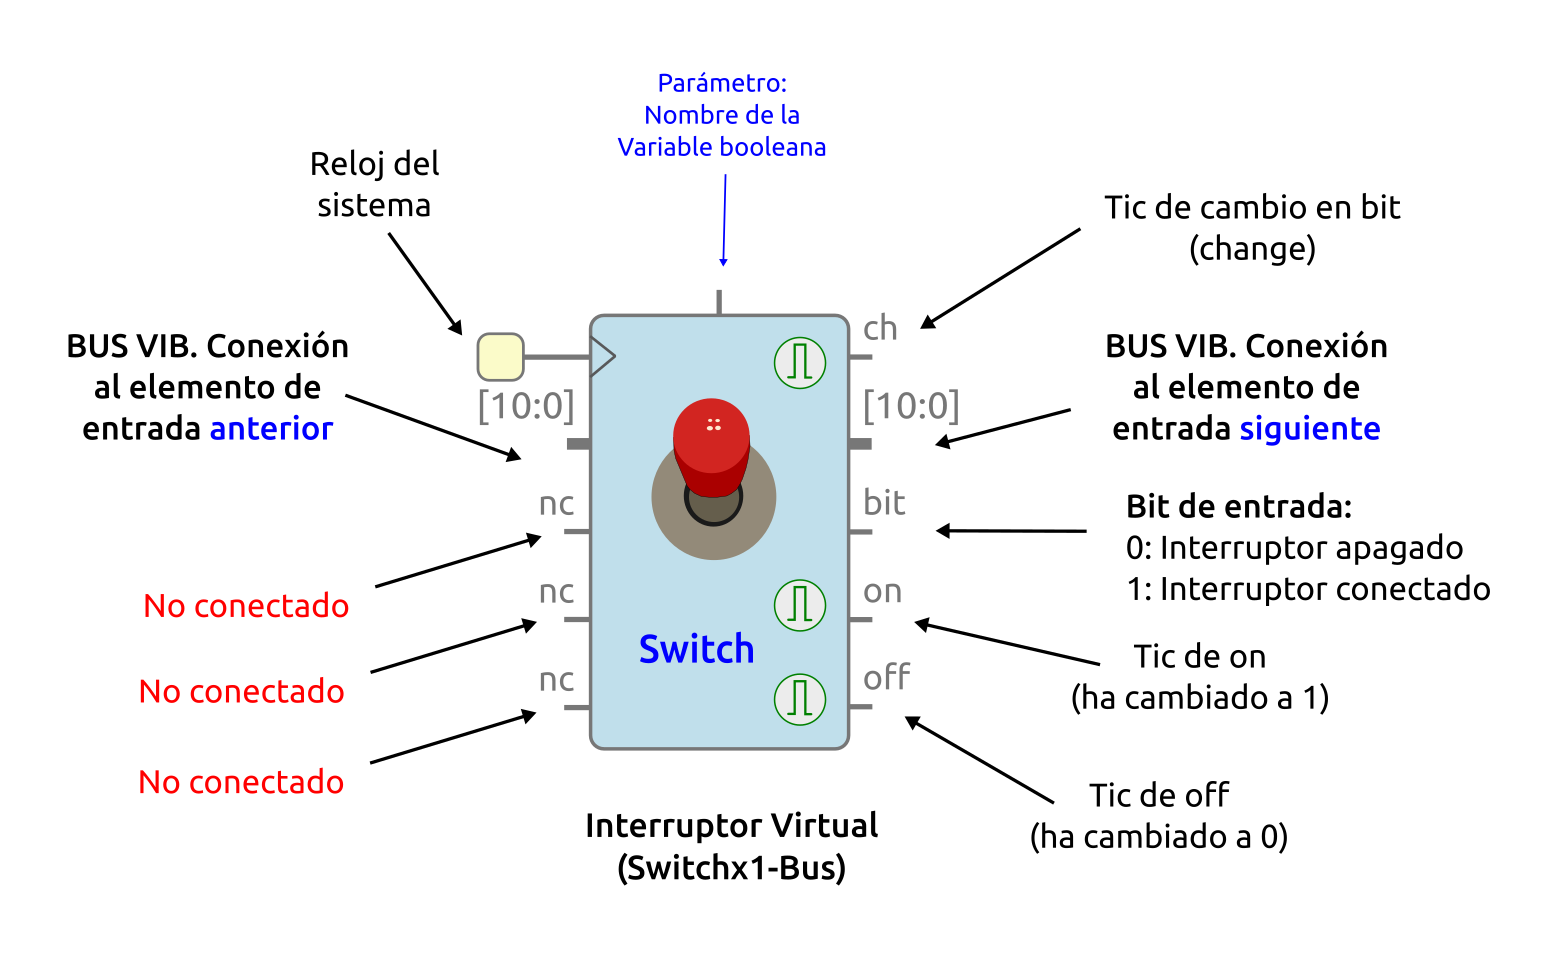 Parámetro:
Nombre de la
Variable booleana
Reloj del
sistema
Tic de cambio en bit
(change)
BUS VIB. Conexión
al elemento de
entrada anterior
[10:0]
nc
nc
nc
No conectado
No conectado
No conectado
Switch
ch
[10:0]
bit
on
off
BUS VIB. Conexión
al elemento de
entrada siguiente
Bit de entrada:
0: Interruptor apagado
1: Interruptor conectado
Tic de on
(ha cambiado a 1)
Tic de off
(ha cambiado a 0)
Interruptor Virtual
(Switchx1-Bus)